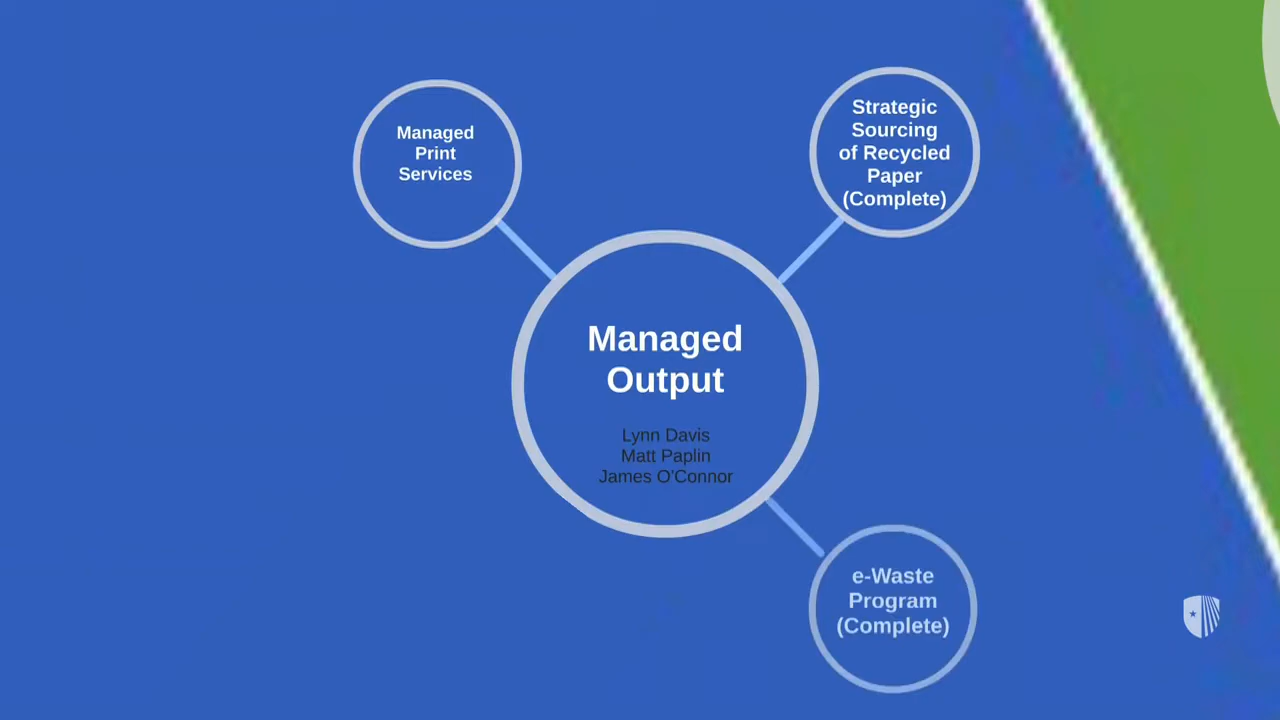 Managed
Print
Services
Strategic
Sourcing
of Recycled
Paper
(Complete)
Managed
Output
Lynn Davis
Matt Paplin
James O'Connor
e-Waste
Program
(Complete)